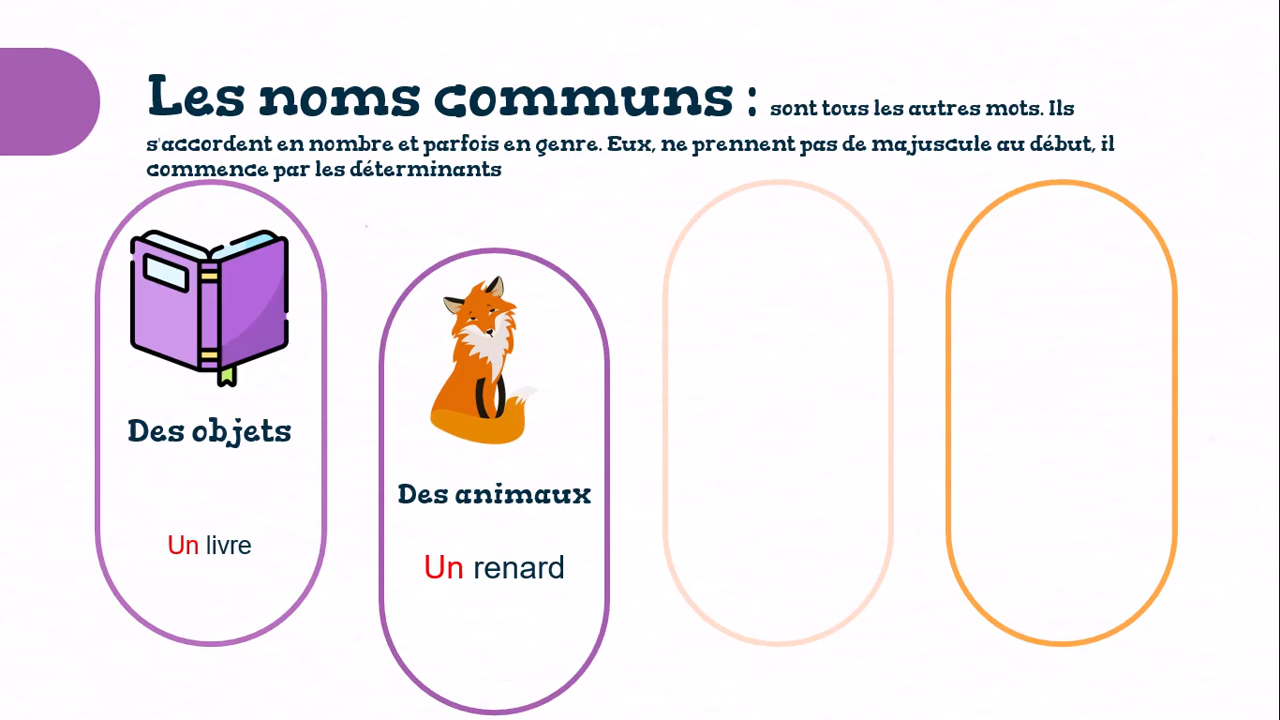 Les noms communs : sont tous les autres mots. Ils
s'accordent en nombre et parfois en genre. Eux, ne prennent pas de majuscule au début, il
commence par les déterminants
Des objets
Un livre
Des animaux
Un renard